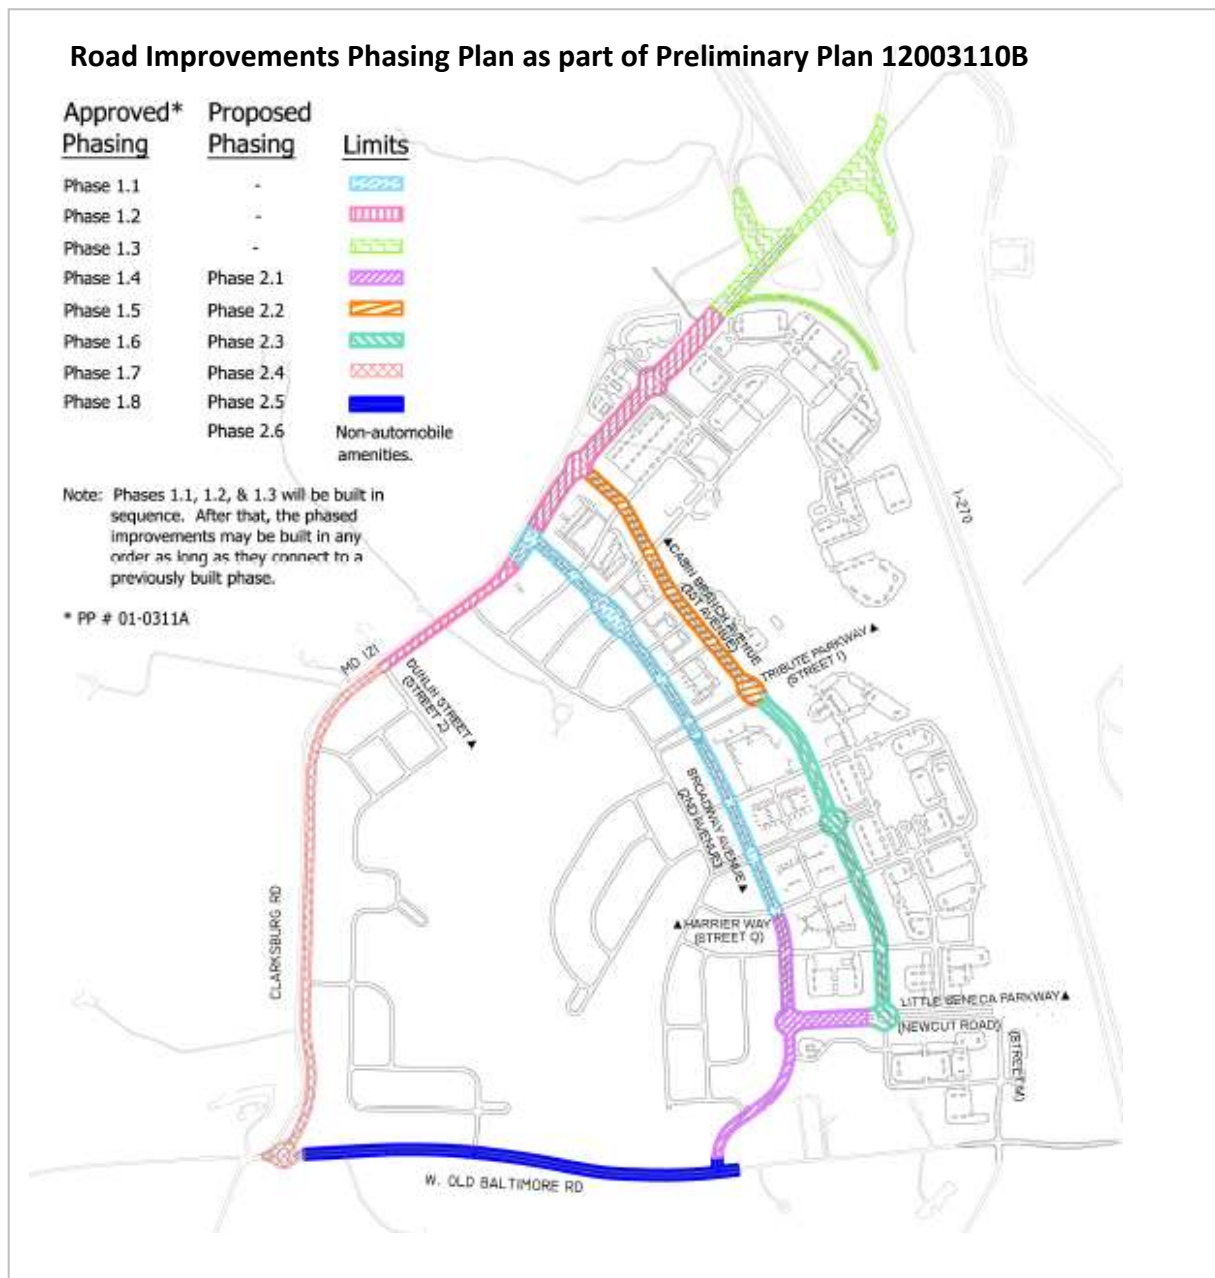 Road Improvements Phasing Plan as part of Preliminary Plan 12003110B
Approved* Proposed
Phasing Phasing Limits
Phase 1.1 -
Phase 1.2 -
Phase 1.3 -
Phase 1.4 Phase 2.1
Phase 1.5 Phase 2.2
Phase 1.6 Phase 2.3
Phase 1.7 Phase 2.4
Phase 1.8 Phase 2.5
Phase 2.6 Non-automobile
amenities.
Note: Phases 1.1, 1.2, & 1.3 will be built in
sequence. After that, the phased
improvements may be built in any
order as long as they connect to a
previously built phase.
* PP # 01-0311A
I-270
▲CABIN BRANCH AVENUE
(1ST AVENUE)
TRIBUTE PARKWAY▲
(STREET I)
MD 121
DUNLIN STREET▲
(STREET Z)
BROADWAY AVENUE▲
(2ND AVENUE)
CLARKSBURG RD
▲HARRIER WAY
(STREET Q)
LITTLE SENECA PARKWAY▲
(NEWCUT ROAD)
(STREET M)
W. OLD BALTIMORE RD